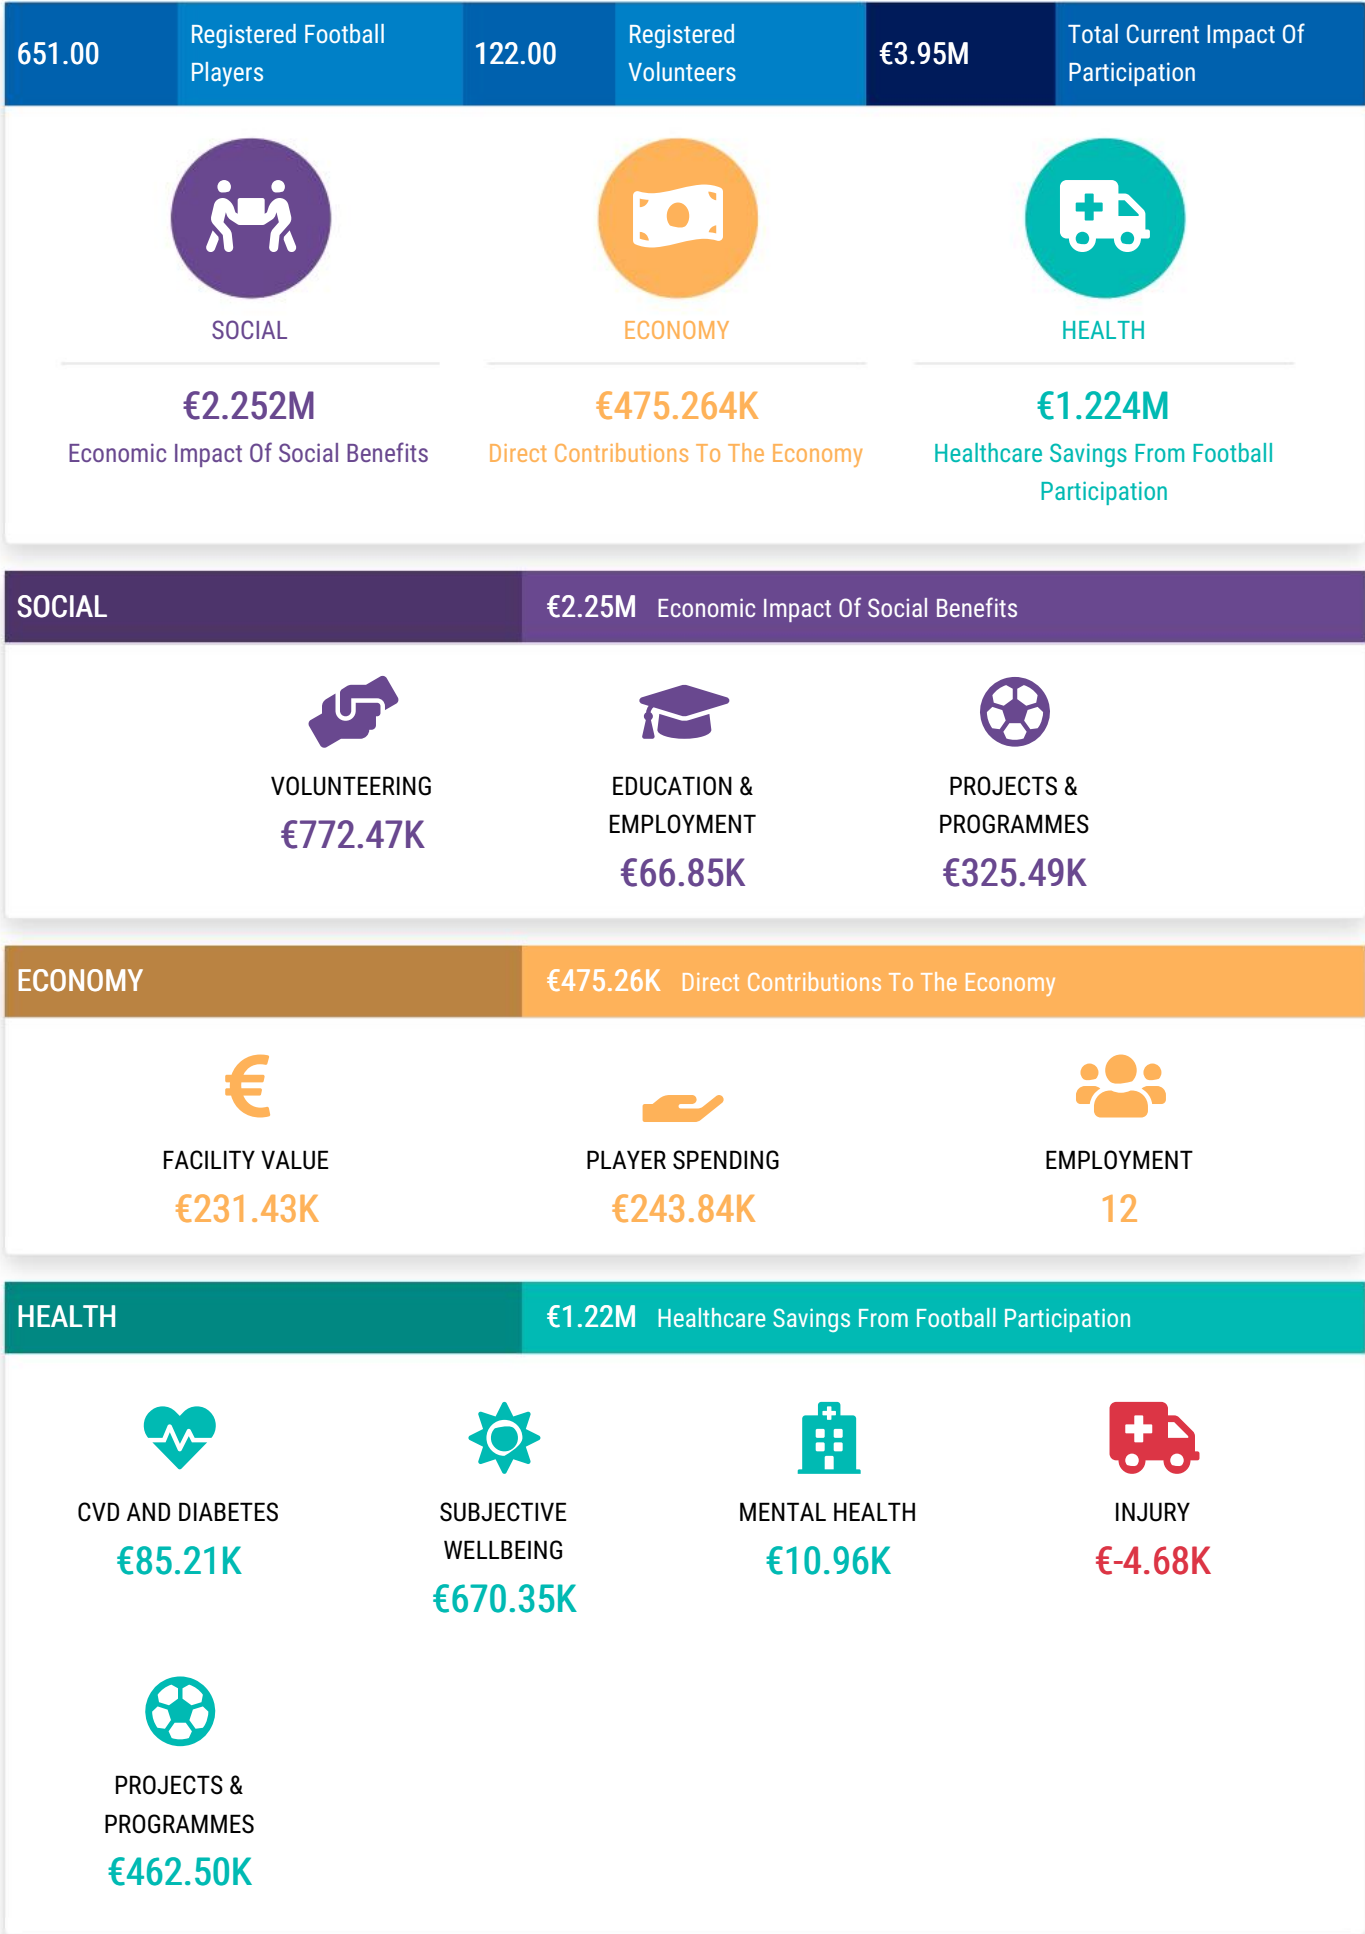 651.00
Registered Football
Players
122.00
Registered
Volunteers
€3.95M
Total Current Impact Of
Participation
SOCIAL
€2.252M
Economic Impact Of Social Benefits
ECONOMY
€475.264K
Direct Contributions To The Economy
HEALTH
€1.224M
Healthcare Savings From Football
Participation
SOCIAL
€2.25M Economic Impact Of Social Benefits
VOLUNTEERING
€772.47K
EDUCATION &
EMPLOYMENT
€66.85K
PROJECTS &
PROGRAMMES
€325.49K
ECONOMY
€475.26K Direct Contributions To The Economy
FACILITY VALUE
€231.43K
PLAYER SPENDING
€243.84K
EMPLOYMENT
12
HEALTH
€1.22M Healthcare Savings From Football Participation
CVD AND DIABETES
€85.21K
SUBJECTIVE
WELLBEING
€670.35K
MENTAL HEALTH
€10.96K
INJURY
€-4.68K
PROJECTS &
PROGRAMMES
€462.50K